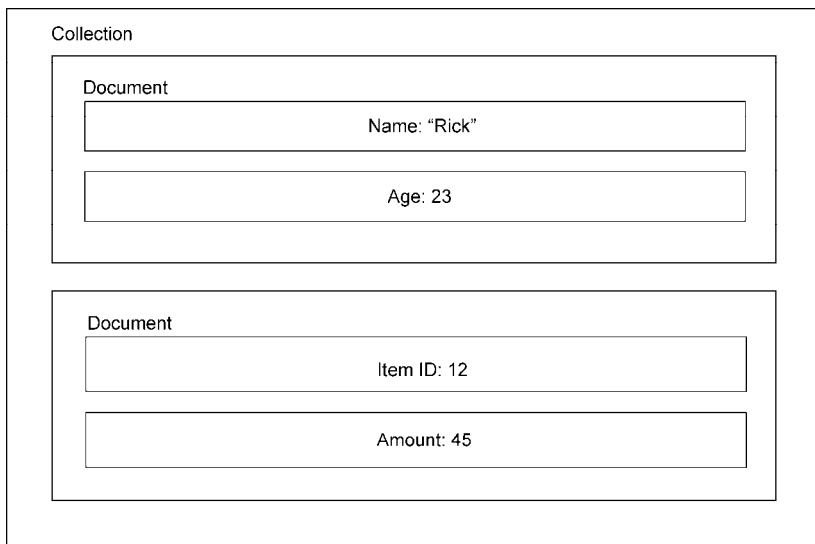 Collection
Document
Name: “Rick”
Age: 23
Document
Item ID: 12
Amount: 45